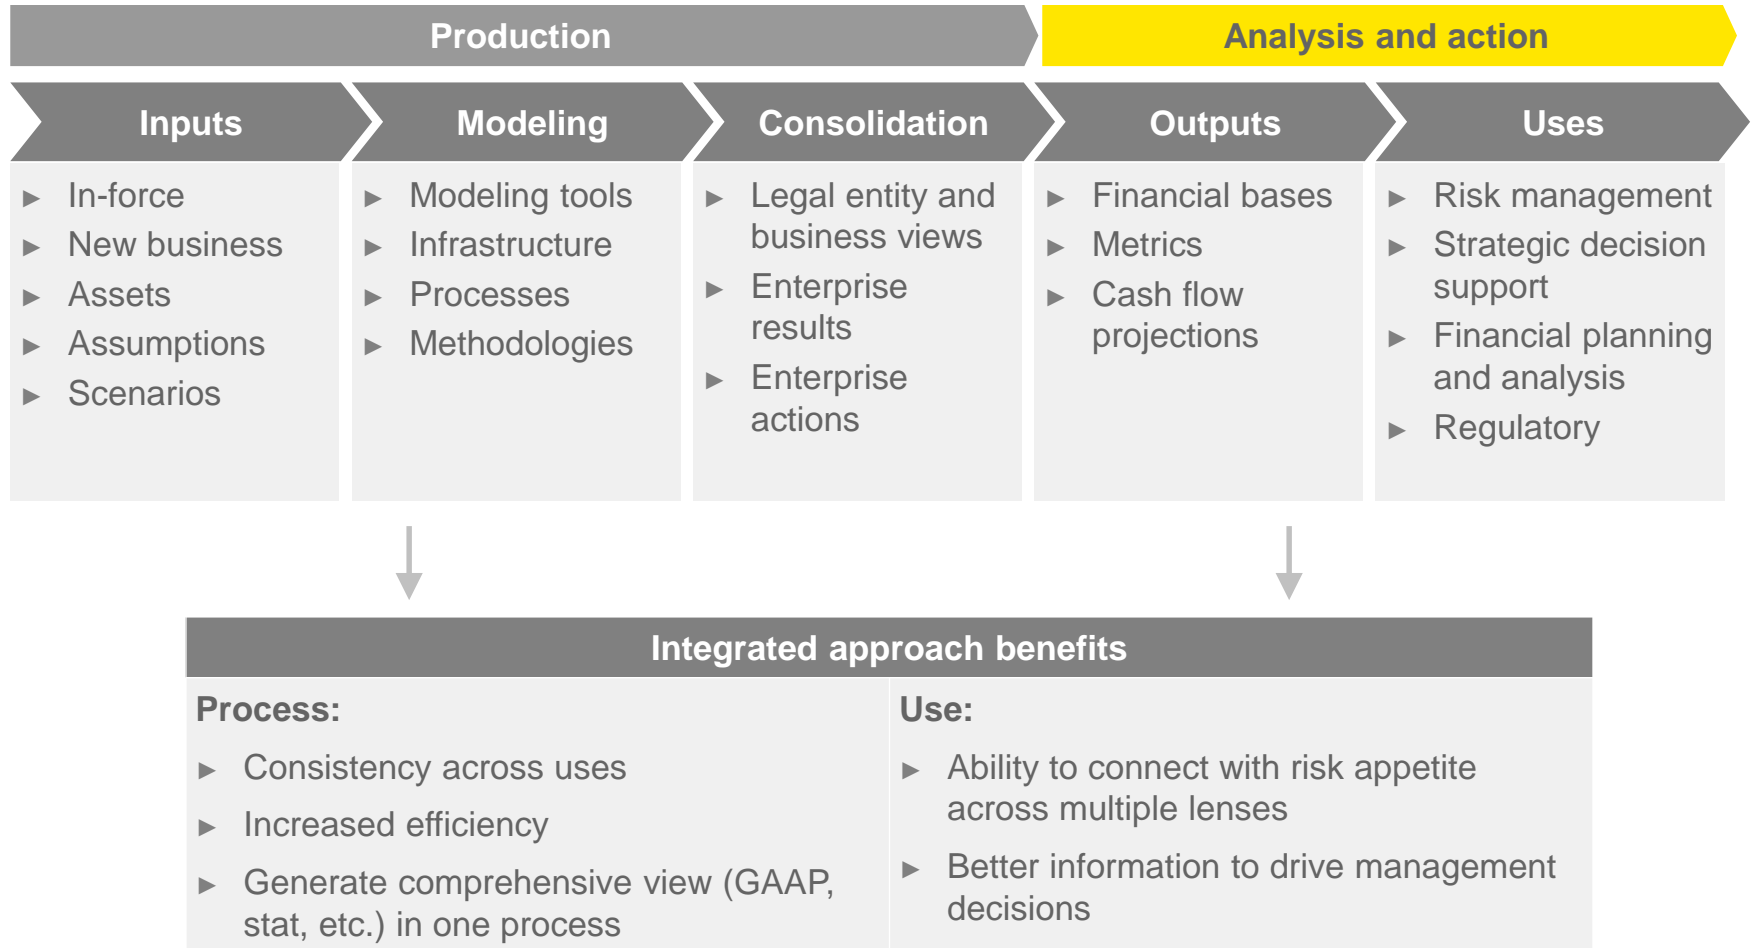 Production
Analysis and action
Inputs
Modeling
Consolidation
Outputs
Uses
► In-force
► New business
► Assets
► Assumptions
► Scenarios
► Modeling tools
► Infrastructure
► Processes
► Methodologies
► Legal entity and
business views
► Enterprise
results
► Enterprise
actions
► Financial bases
► Metrics
► Cash flow
projections
► Risk management
► Strategic decision
support
► Financial planning
and analysis
► Regulatory
Integrated approach benefits
Process:
► Consistency across uses
► Increased efficiency
► Generate comprehensive view (GAAP,
stat, etc.) in one process
Use:
► Ability to connect with risk appetite
across multiple lenses
► Better information to drive management
decisions